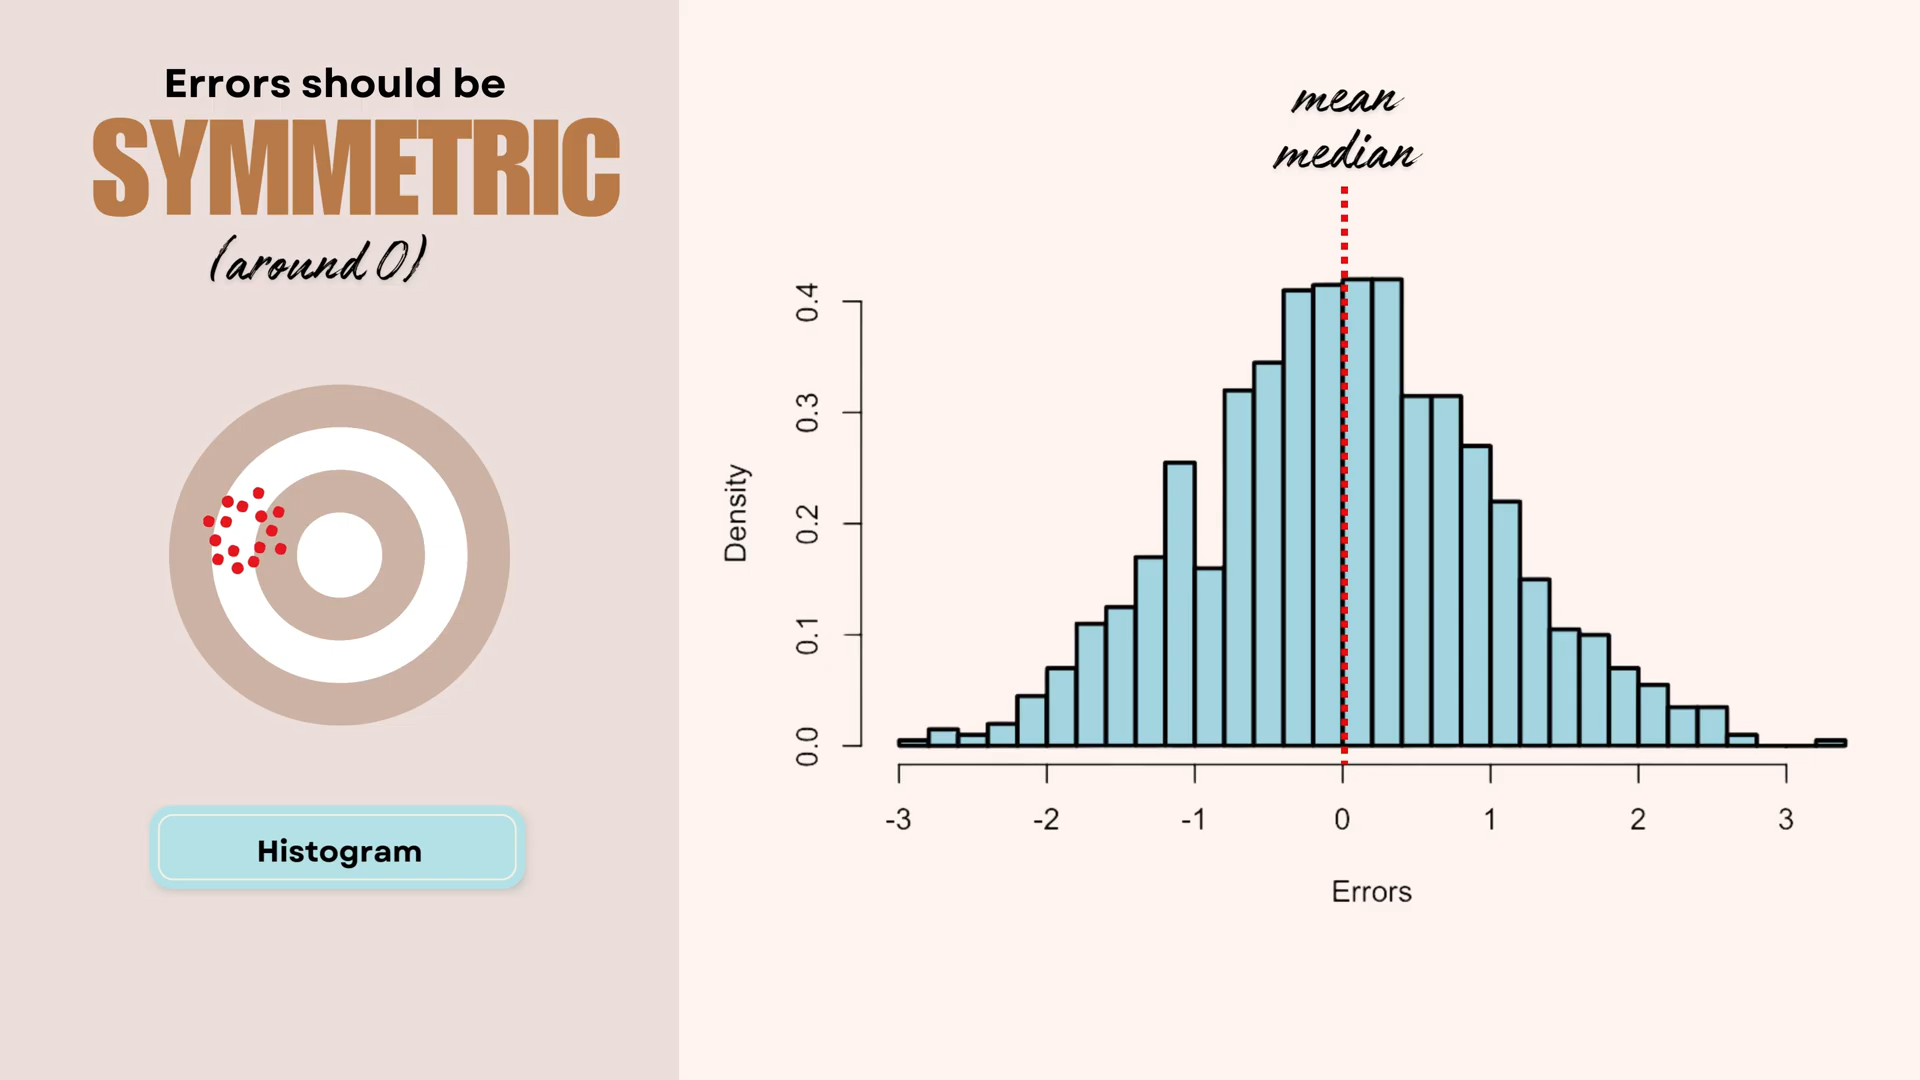 Errors should be
SYMMETRIC
(around 0)
Histogram
mean
median
Density
0.4
0.3
0.2
0.1
0.0
-3 -2 -1 0 1 2 3
Errors